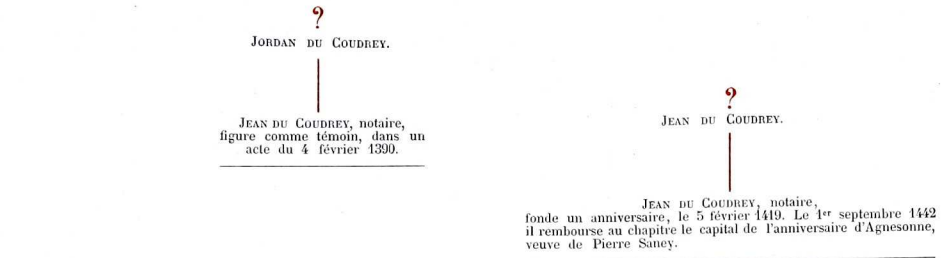 ?
JORDAN DU COUDREY.
JEAN DU COUDREY, notaire,
figure comme témoin, dans un
acte du 4 février 1390.
?
JEAN DU COUDREY.
JEAN DU COUDREY, notaire,
fonde un anniversaire, le 5 février 1419. Le 1er septembre 1442
il rembourse au chapitre le capital de l'anniversaire d'Agnesonne,
veuve de Pierre Saney.